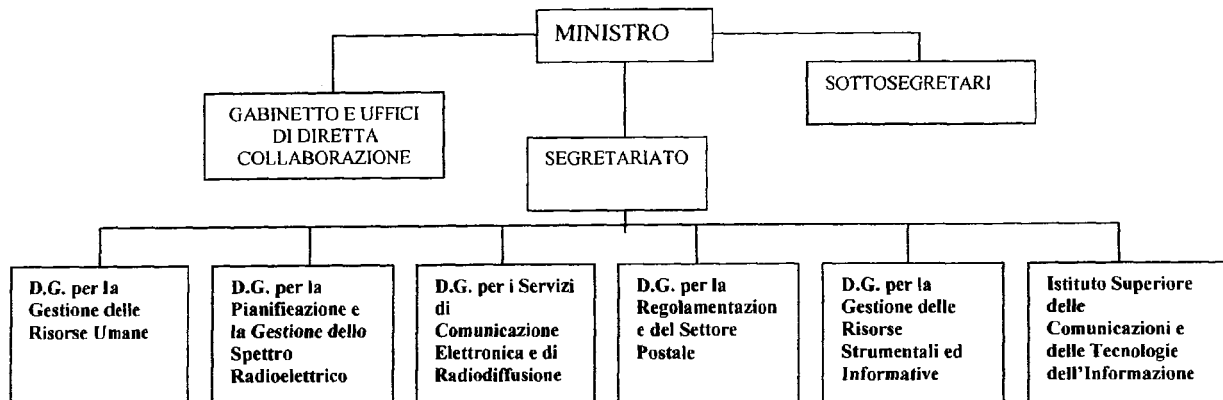 MINISTRO
GABINETTO E UFFICI
DI DIRETTA
COLLABORAZIONE
SOTTOSEGRETARI
SEGRETARIATO
D.G. per la
Gestione delle
Risorse Umane
D.G. per la
Pianificazione e
la Gestione dello
Spettro
Radioelettrico
D.G. per i Servizi
di
Comunicazione
Elettronica e di
Radiodiffusione
D.G. per la
Regolamentazion
e del Settore
Postale
D.G. per la
Gestione delle
Risorse
Strumentali ed
Informative
Istituto Superiore
delle
Comunicazioni e
delle Tecnologie
dell'Informazione